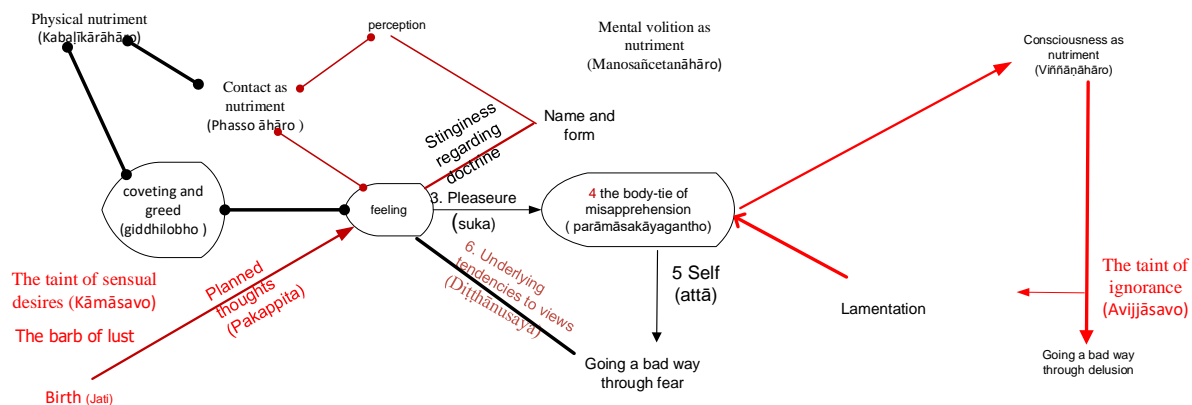 Physical nutriment
(Kabaḷīkārāhāro)
perception
Mental volition as
nutriment
(Manosañcetanāhāro)
Consciousness as
nutriment
(Viññāṇāhāro)
Contact as
nutriment
(Phasso āhāro )
Stinginess
regarding
doctrine
Name and
form
coveting and
greed
(giddhilobho )
feeling
3. Pleaseure
(suka)
4 the body-tie of
misapprehension
( parāmāsakāyagantho)
The taint of sensual
desires (Kāmāsavo)
The barb of lust
Planned
thoughts
(Pakappita)
6. Underlying
tendencies to views
(Diṭṭhānusaya)
5 Self
(attā)
Lamentation
The taint of
ignorance
(Avijjāsavo)
Going a bad way
through fear
Going a bad way
through delusion
Birth (Jati)